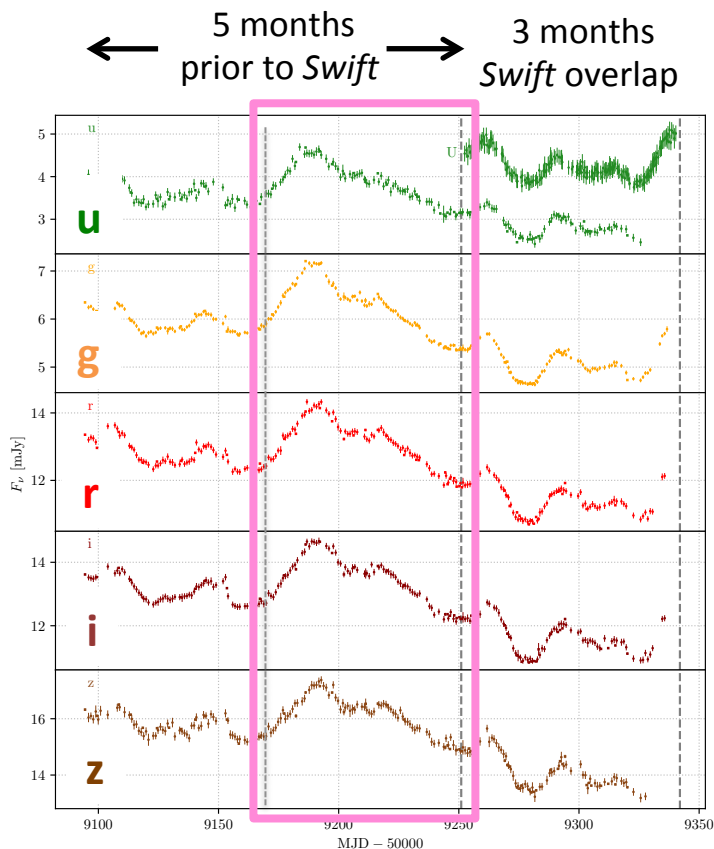 5 months
prior to Swift
3 months
Swift overlap
u
U
u
5
4
3
g
g
7
6
5
r
r
14
12
F_ν [mJy]
i
i
14
12
z
z
16
14
9100
9150
9200
9250
9300
9350
MJD − 50000